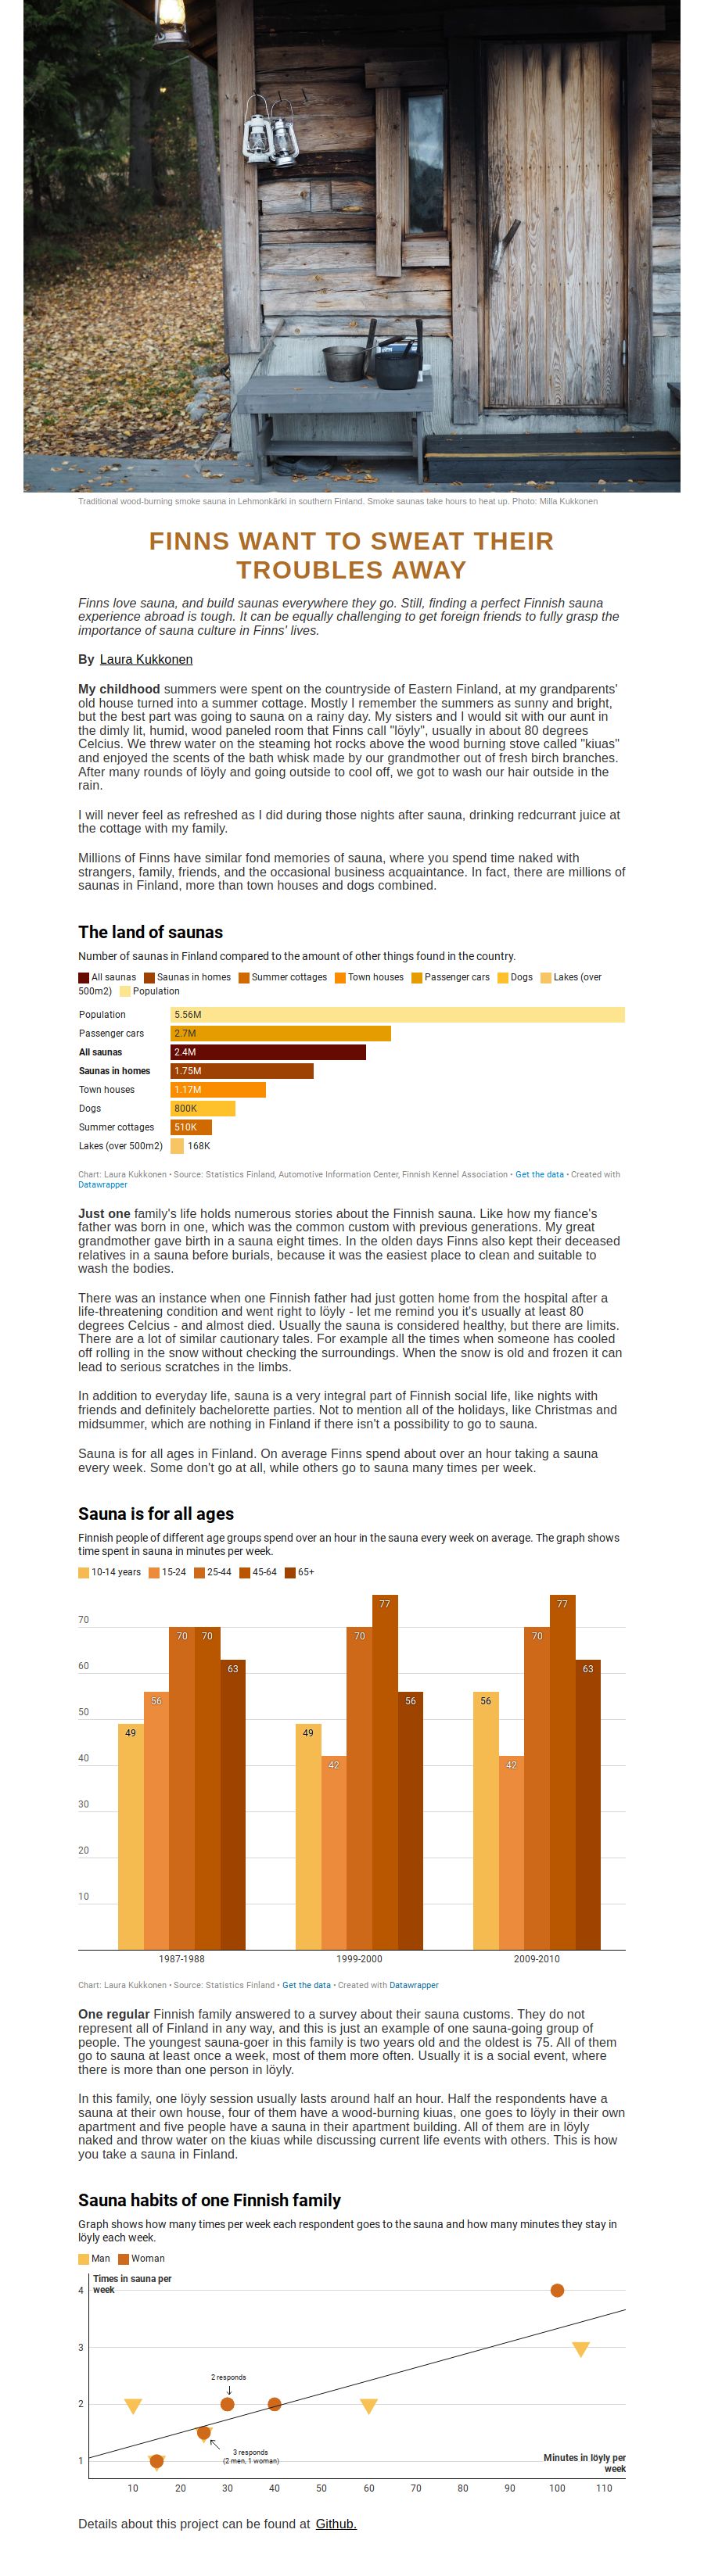 Traditional wood-burning smoke sauna in Lehmonkärki in southern Finland. Smoke saunas take hours to heat up. Photo: Milla Kukkonen
FINNS WANT TO SWEAT THEIR
TROUBLES AWAY
Finns love sauna, and build saunas everywhere they go. Still, finding a perfect Finnish sauna
experience abroad is tough. It can be equally challenging to get foreign friends to fully grasp the
importance of sauna culture in Finns' lives.
By Laura Kukkonen
My childhood summers were spent on the countryside of Eastern Finland, at my grandparents'
old house turned into a summer cottage. Mostly I remember the summers as sunny and bright,
but the best part was going to sauna on a rainy day. My sisters and I would sit with our aunt in
the dimly lit, humid, wood paneled room that Finns call "löyly", usually in about 80 degrees
Celcius. We threw water on the steaming hot rocks above the wood burning stove called "kiuas"
and enjoyed the scents of the bath whisk made by our grandmother out of fresh birch branches.
After many rounds of löyly and going outside to cool off, we got to wash our hair outside in the
rain.
I will never feel as refreshed as I did during those nights after sauna, drinking redcurrant juice at
the cottage with my family.
Millions of Finns have similar fond memories of sauna, where you spend time naked with
strangers, family, friends, and the occasional business acquaintance. In fact, there are millions of
saunas in Finland, more than town houses and dogs combined.
The land of saunas
Number of saunas in Finland compared to the amount of other things found in the country.
All saunas Saunas in homes Summer cottages Town houses Passenger cars Dogs Lakes (over
500m2) Population
Population 5.56M
Passenger cars 2.7M
All saunas 2.4M
Saunas in homes 1.75M
Town houses 1.17M
Dogs 800K
Summer cottages 510K
Lakes (over 500m2) 168K
Chart: Laura Kukkonen • Source: Statistics Finland, Automotive Information Center, Finnish Kennel Association • Get the data • Created with
Datawrapper
Just one family's life holds numerous stories about the Finnish sauna. Like how my fiance's
father was born in one, which was the common custom with previous generations. My great
grandmother gave birth in a sauna eight times. In the olden days Finns also kept their deceased
relatives in a sauna before burials, because it was the easiest place to clean and suitable to
wash the bodies.
There was an instance when one Finnish father had just gotten home from the hospital after a
life-threatening condition and went right to löyly - let me remind you it's usually at least 80
degrees Celcius - and almost died. Usually the sauna is considered healthy, but there are limits.
There are a lot of similar cautionary tales. For example all the times when someone has cooled
off rolling in the snow without checking the surroundings. When the snow is old and frozen it can
lead to serious scratches in the limbs.
In addition to everyday life, sauna is a very integral part of Finnish social life, like nights with
friends and definitely bachelorette parties. Not to mention all of the holidays, like Christmas and
midsummer, which are nothing in Finland if there isn't a possibility to go to sauna.
Sauna is for all ages in Finland. On average Finns spend about over an hour taking a sauna
every week. Some don't go at all, while others go to sauna many times per week.
Sauna is for all ages
Finnish people of different age groups spend over an hour in the sauna every week on average. The graph shows
time spent in sauna in minutes per week.
10-14 years 15-24 25-44 45-64 65+
70
60
50
40
30
20
10
49 56 70 70 63
49 42 70 77 56
56 42 70 77 63
1987-1988 1999-2000 2009-2010
Chart: Laura Kukkonen • Source: Statistics Finland • Get the data • Created with Datawrapper
One regular Finnish family answered to a survey about their sauna customs. They do not
represent all of Finland in any way, and this is just an example of one sauna-going group of
people. The youngest sauna-goer in this family is two years old and the oldest is 75. All of them
go to sauna at least once a week, most of them more often. Usually it is a social event, where
there is more than one person in löyly.
In this family, one löyly session usually lasts around half an hour. Half the respondents have a
sauna at their own house, four of them have a wood-burning kiuas, one goes to löyly in their own
apartment and five people have a sauna in their apartment building. All of them are in löyly
naked and throw water on the kiuas while discussing current life events with others. This is how
you take a sauna in Finland.
Sauna habits of one Finnish family
Graph shows how many times per week each respondent goes to the sauna and how many minutes they stay in
löyly each week.
Man Woman
Times in sauna per
week
4
3
2
1
2 responds
3 responds
(2 men, 1 woman)
Minutes in löyly per
week
10 20 30 40 50 60 70 80 90 100 110
Details about this project can be found at Github.